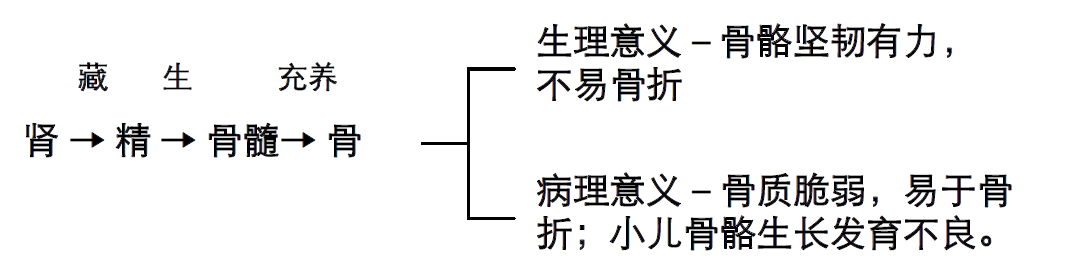 藏 生 充养
肾 → 精 → 骨髓→ 骨
生理意义 – 骨骼坚韧有力，
不易骨折
病理意义 – 骨质脆弱，易于骨
折；小儿骨骼生长发育不良。